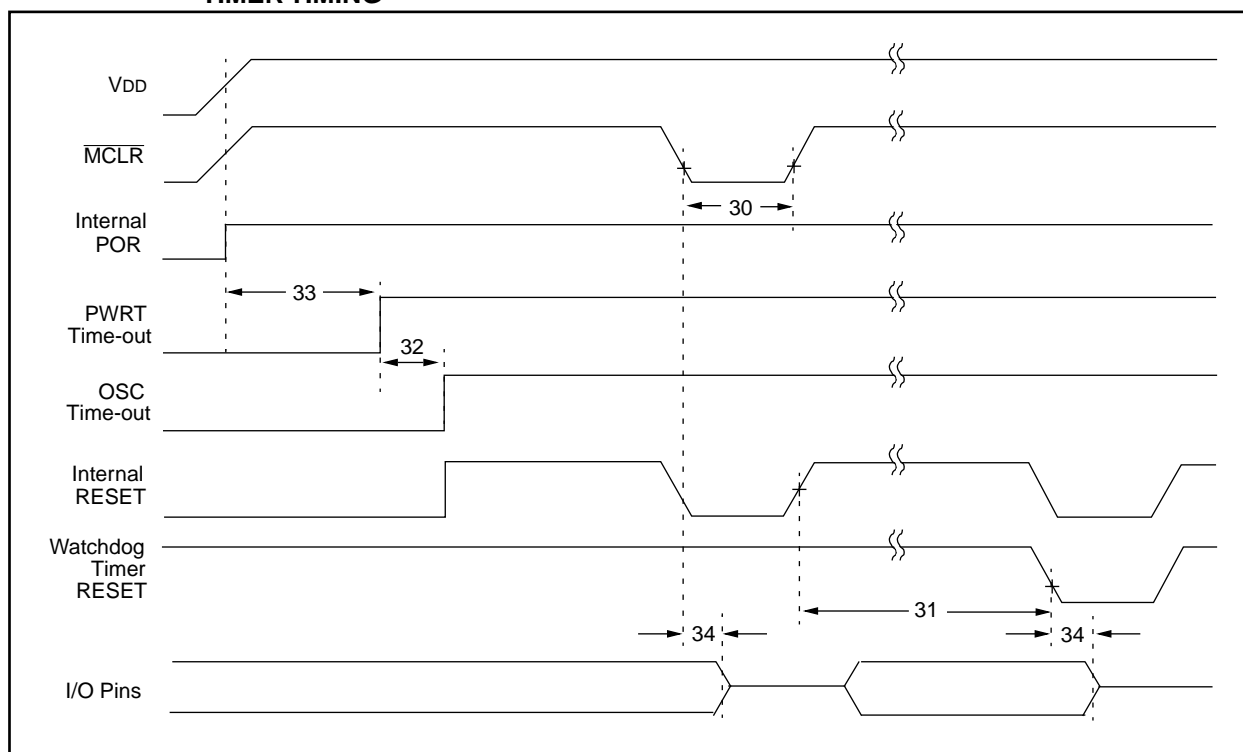 TIMER TIMING
VDD
MCLR
30
Internal
POR
33
PWRT
Time-out
32
OSC
Time-out
Internal
RESET
Watchdog
Timer
RESET
31
34
34
I/O Pins